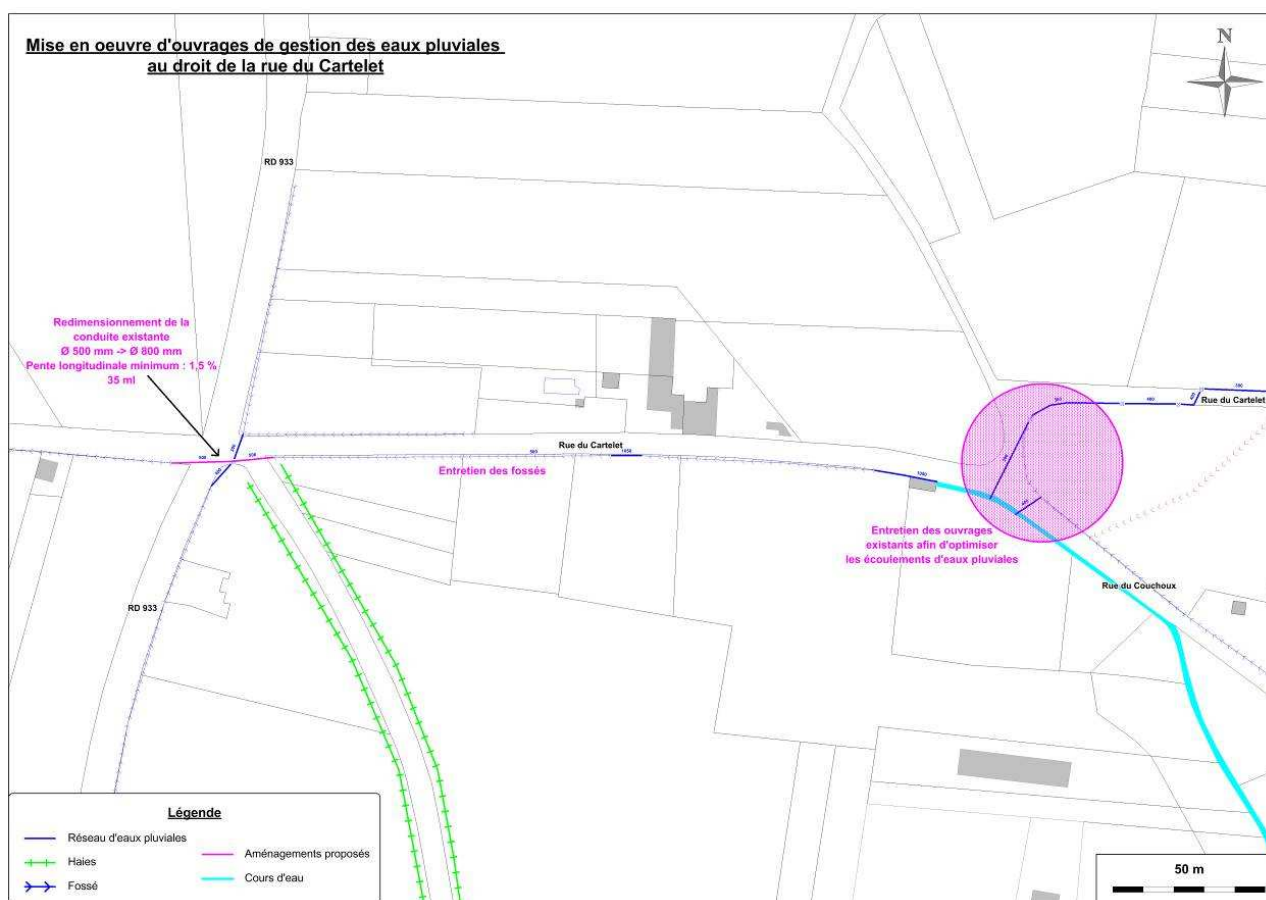 Mise en oeuvre d'ouvrages de gestion des eaux pluviales
au droit de la rue du Cartelet
N
RD 933
Redimensionnement de la
conduite existante
Ø 500 mm -> Ø 800 mm
Pente longitudinale minimum : 1,5 %
35 ml
Rue du Cartelet
Rue du Cartelet
Entretien des fossés
1000
Entretien des ouvrages
existants afin d'optimiser
les écoulements d'eaux pluviales
Rue du Couchoux
RD 933
Légende
Réseau d'eaux pluviales
Haies
Fossé
Aménagements proposés
Cours d'eau
50 m